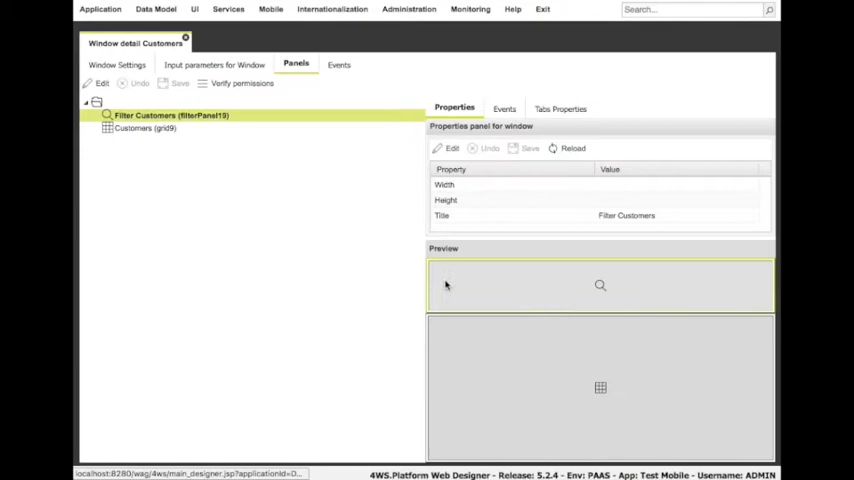 Application Data Model UI Services Mobile Internationalization Administration Monitoring Help Exit Search...
Window detail Customers
Window Settings Input parameters for Window Panels Events
Edit Undo Save Verify permissions
Filter Customers (filterPanel19)
Customers (grid9)
Properties Events Tabs Properties
Properties panel for window
Edit Undo Save Reload
Property Value
Width
Height
Title Filter Customers
Preview
localhost:8280/wag/4ws/main_designer.jsp?applicationId=D...
4WS.Platform Web Designer - Release: 5.2.4 - Env: PAAS - App: Test Mobile - Username: ADMIN